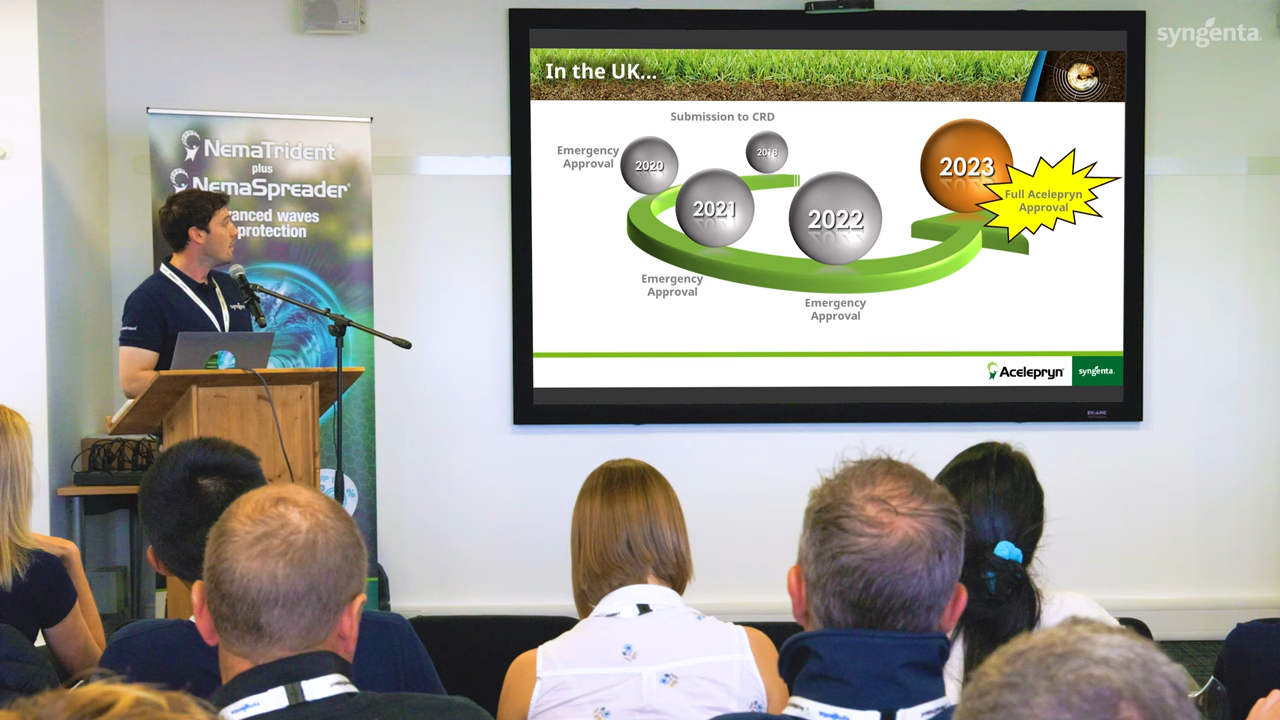 syngenta
In the UK...
Submission to CRD
2018
Emergency
Approval
2020
2021
2022
2023
Full Acelepryn
Approval
Emergency
Approval
Emergency
Approval
Acelepryn
syngenta
NemaTrident
plus
NemaSpreader®
waves
protection